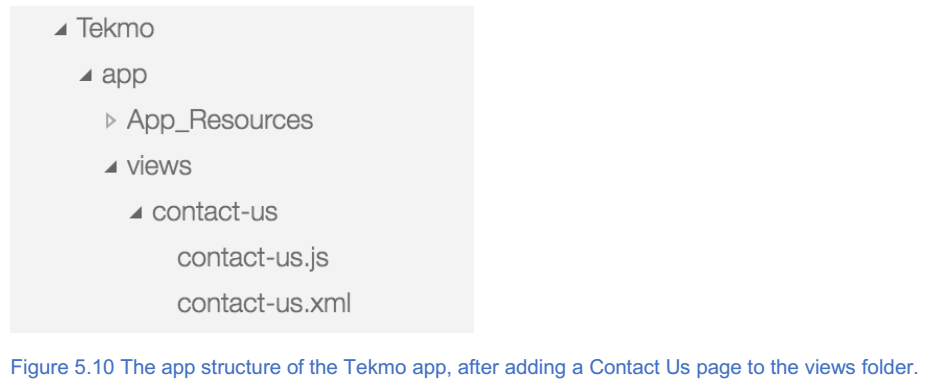 Tekmo
app
App_Resources
views
contact-us
contact-us.js
contact-us.xml
Figure 5.10 The app structure of the Tekmo app, after adding a Contact Us page to the views folder.